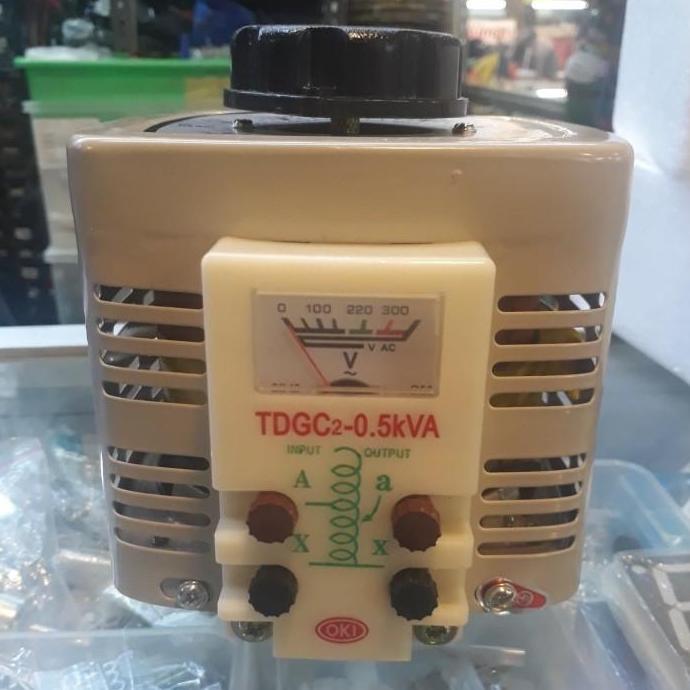 0 100 220 300
V AC
V
~
TDGC2-0.5kVA
INPUT OUTPUT
A a
X x
OKI